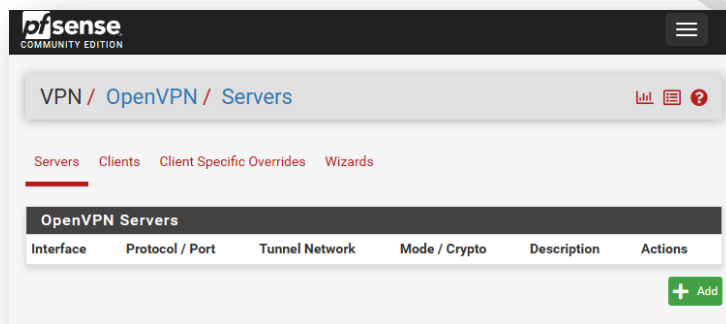 pfsense
COMMUNITY EDITION
VPN / OpenVPN / Servers
Servers Clients Client Specific Overrides Wizards
OpenVPN Servers
Interface Protocol / Port Tunnel Network Mode / Crypto Description Actions
Add